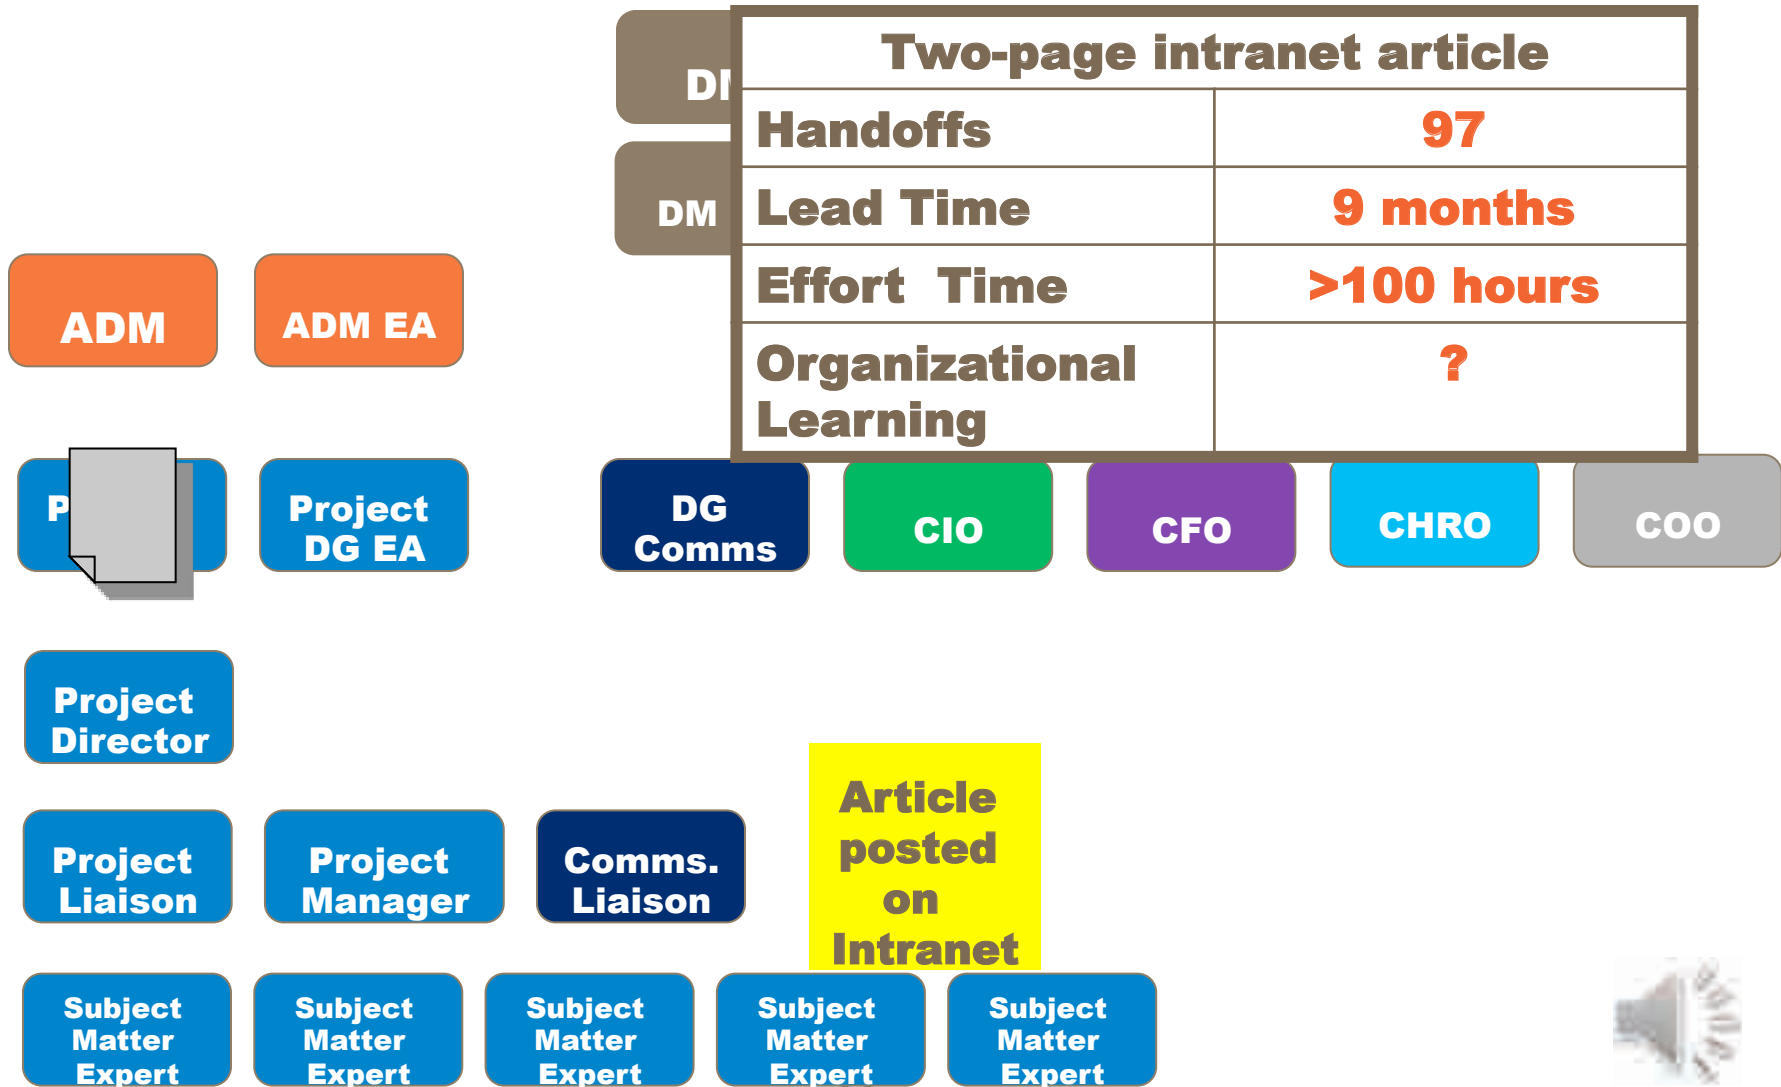 Two-page intranet article
Handoffs 97
Lead Time 9 months
Effort Time >100 hours
Organizational ?
Learning
DM
ADM
ADM EA
Project
DG EA
DG
Comms
CIO
CFO
CHRO
COO
Project
Director
Project
Liaison
Project
Manager
Comms.
Liaison
Article
posted
on
Intranet
Subject
Matter
Expert
Subject
Matter
Expert
Subject
Matter
Expert
Subject
Matter
Expert
Subject
Matter
Expert